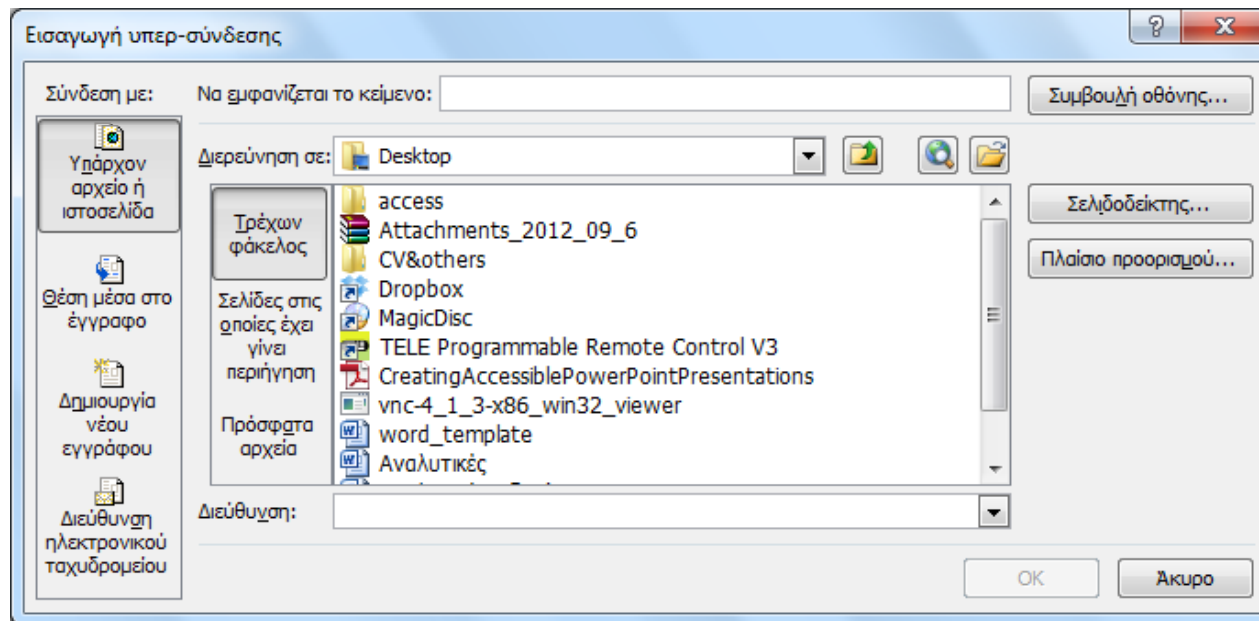 Εισαγωγή υπερ-σύνδεσης
Σύνδεση με:
Να εμφανίζεται το κείμενο:
Συμβουλή οθόνης...
Υπάρχον
αρχείο ή
ιστοσελίδα
Θέση μέσα στο
έγγραφο
Δημιουργία
νέου
εγγράφου
Διεύθυνση
ηλεκτρονικού
ταχυδρομείου
Διερεύνηση σε:
Desktop
Τρέχων
φάκελος
Σελίδες στις
οποίες έχει
γίνει
περιήγηση
Πρόσφατα
αρχεία
access
Attachments_2012_09_6
CV&others
Dropbox
MagicDisc
TELE Programmable Remote Control V3
CreatingAccessiblePowerPointPresentations
vnc-4_1_3-x86_win32_viewer
word_template
Αναλυτικές
Σελιδοδείκτης...
Πλαίσιο προορισμού...
Διεύθυνση:
OK
Άκυρο